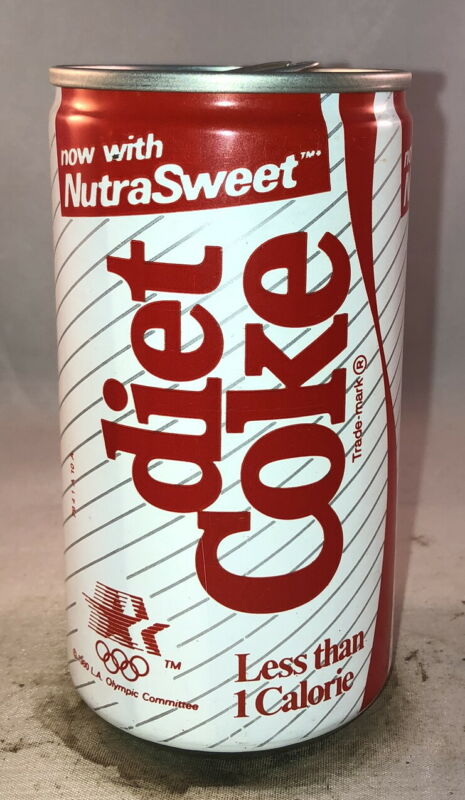 now with
NutraSweet™*
diet
Coke
Trade-mark®
™
©1980 L.A. Olympic Committee
Less than
1 Calorie